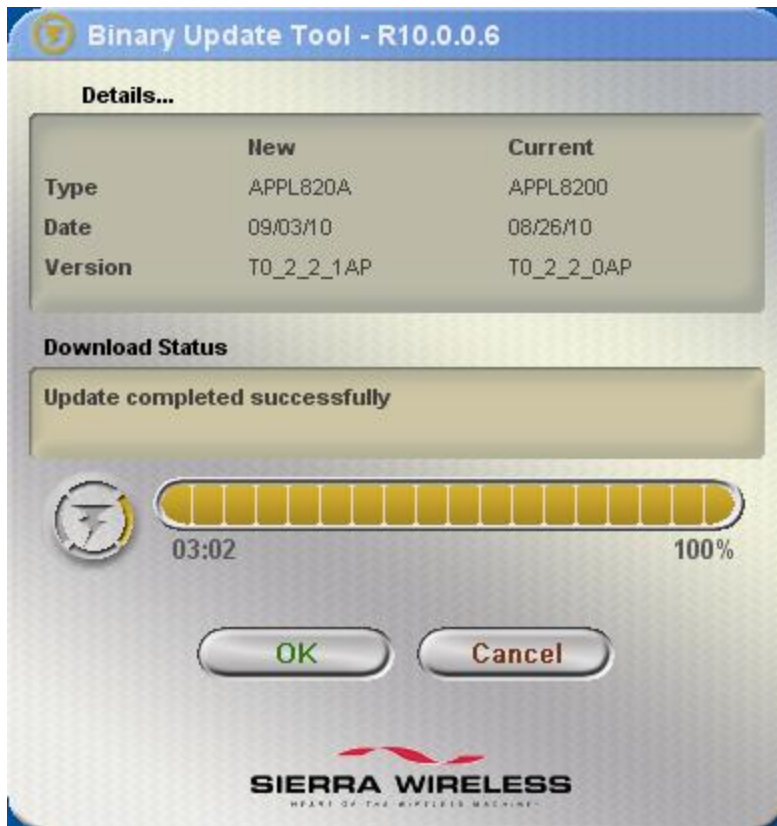 Binary Update Tool - R10.0.0.6
Details...
New Current
Type APPL820A APPL8200
Date 09/03/10 08/26/10
Version T0_2_2_1AP T0_2_2_0AP
Download Status
Update completed successfully
03:02 100%
OK Cancel
SIERRA WIRELESS
HEART OF THE WIRELESS MACHINE